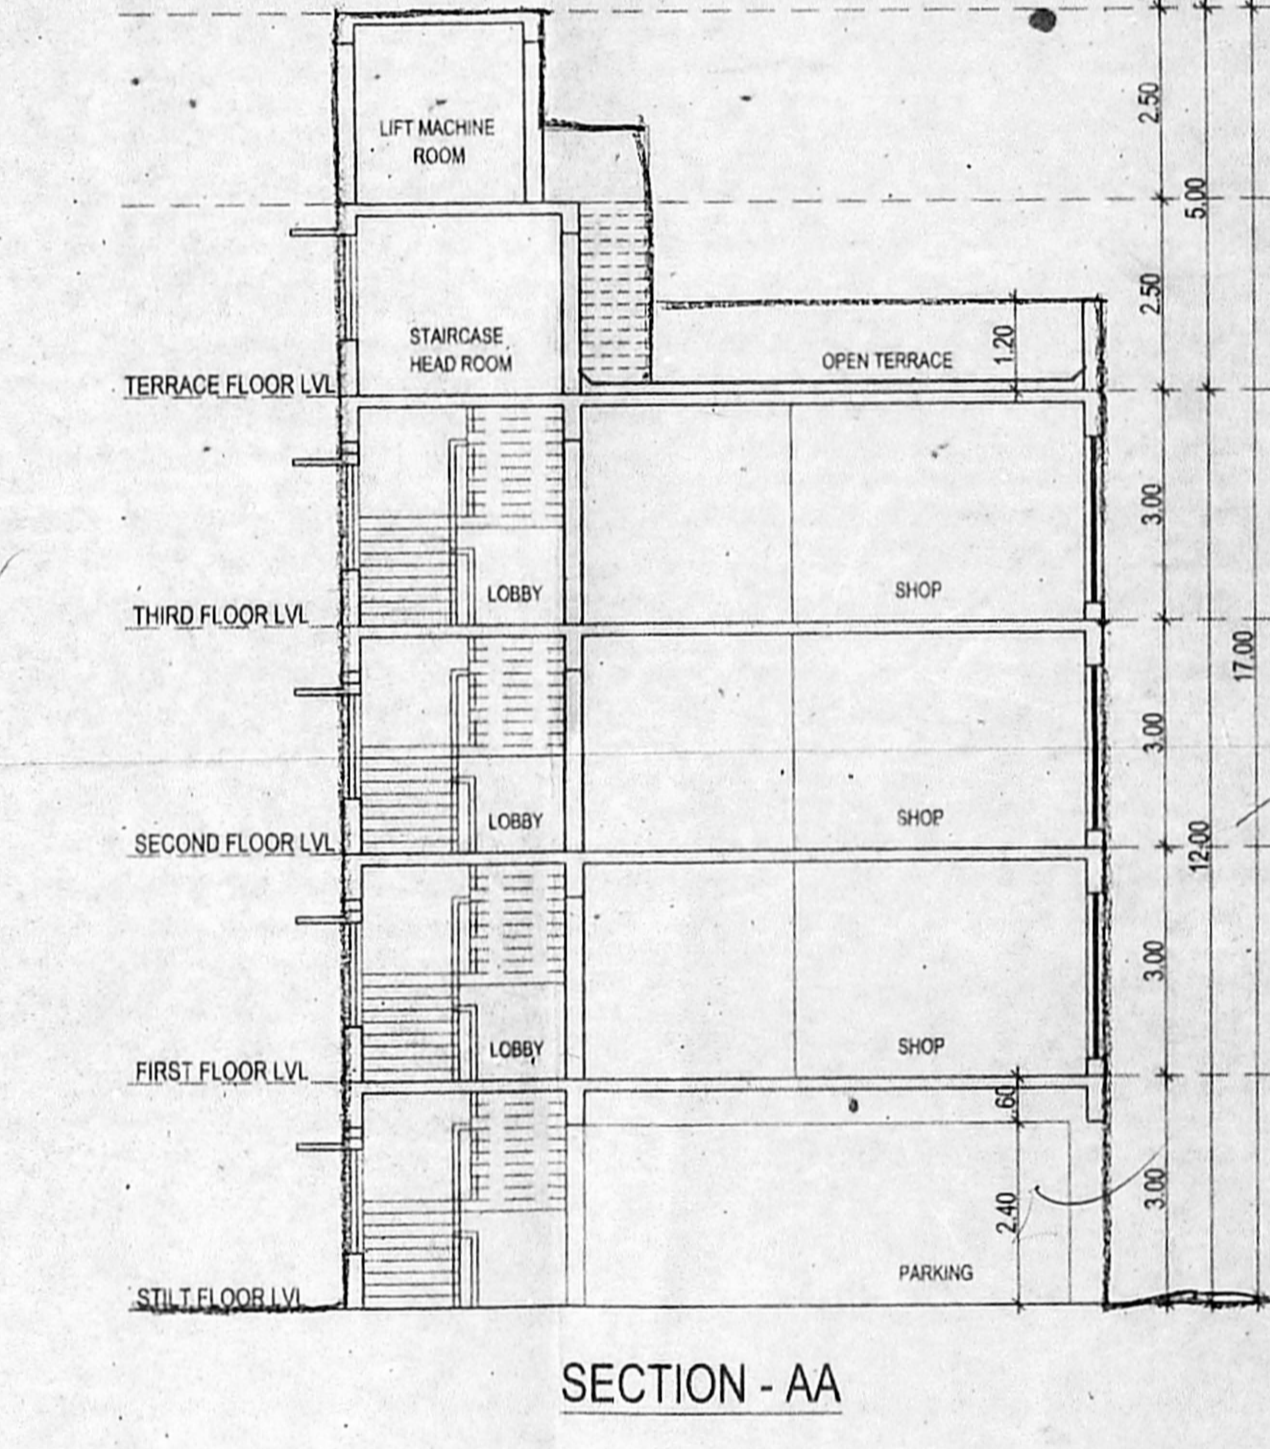 LIFT MACHINE
ROOM
2.50
5.00
2.50
STAIRCASE
HEAD ROOM
1.20
OPEN TERRACE
TERRACE FLOOR LVL
3.00
LOBBY
SHOP
THIRD FLOOR LVL
17.00
3.00
LOBBY
SHOP
SECOND FLOOR LVL
12.00
3.00
LOBBY
SHOP
FIRST FLOOR LVL
.60
3.00
2.40
PARKING
STILT FLOOR LVL
SECTION - AA